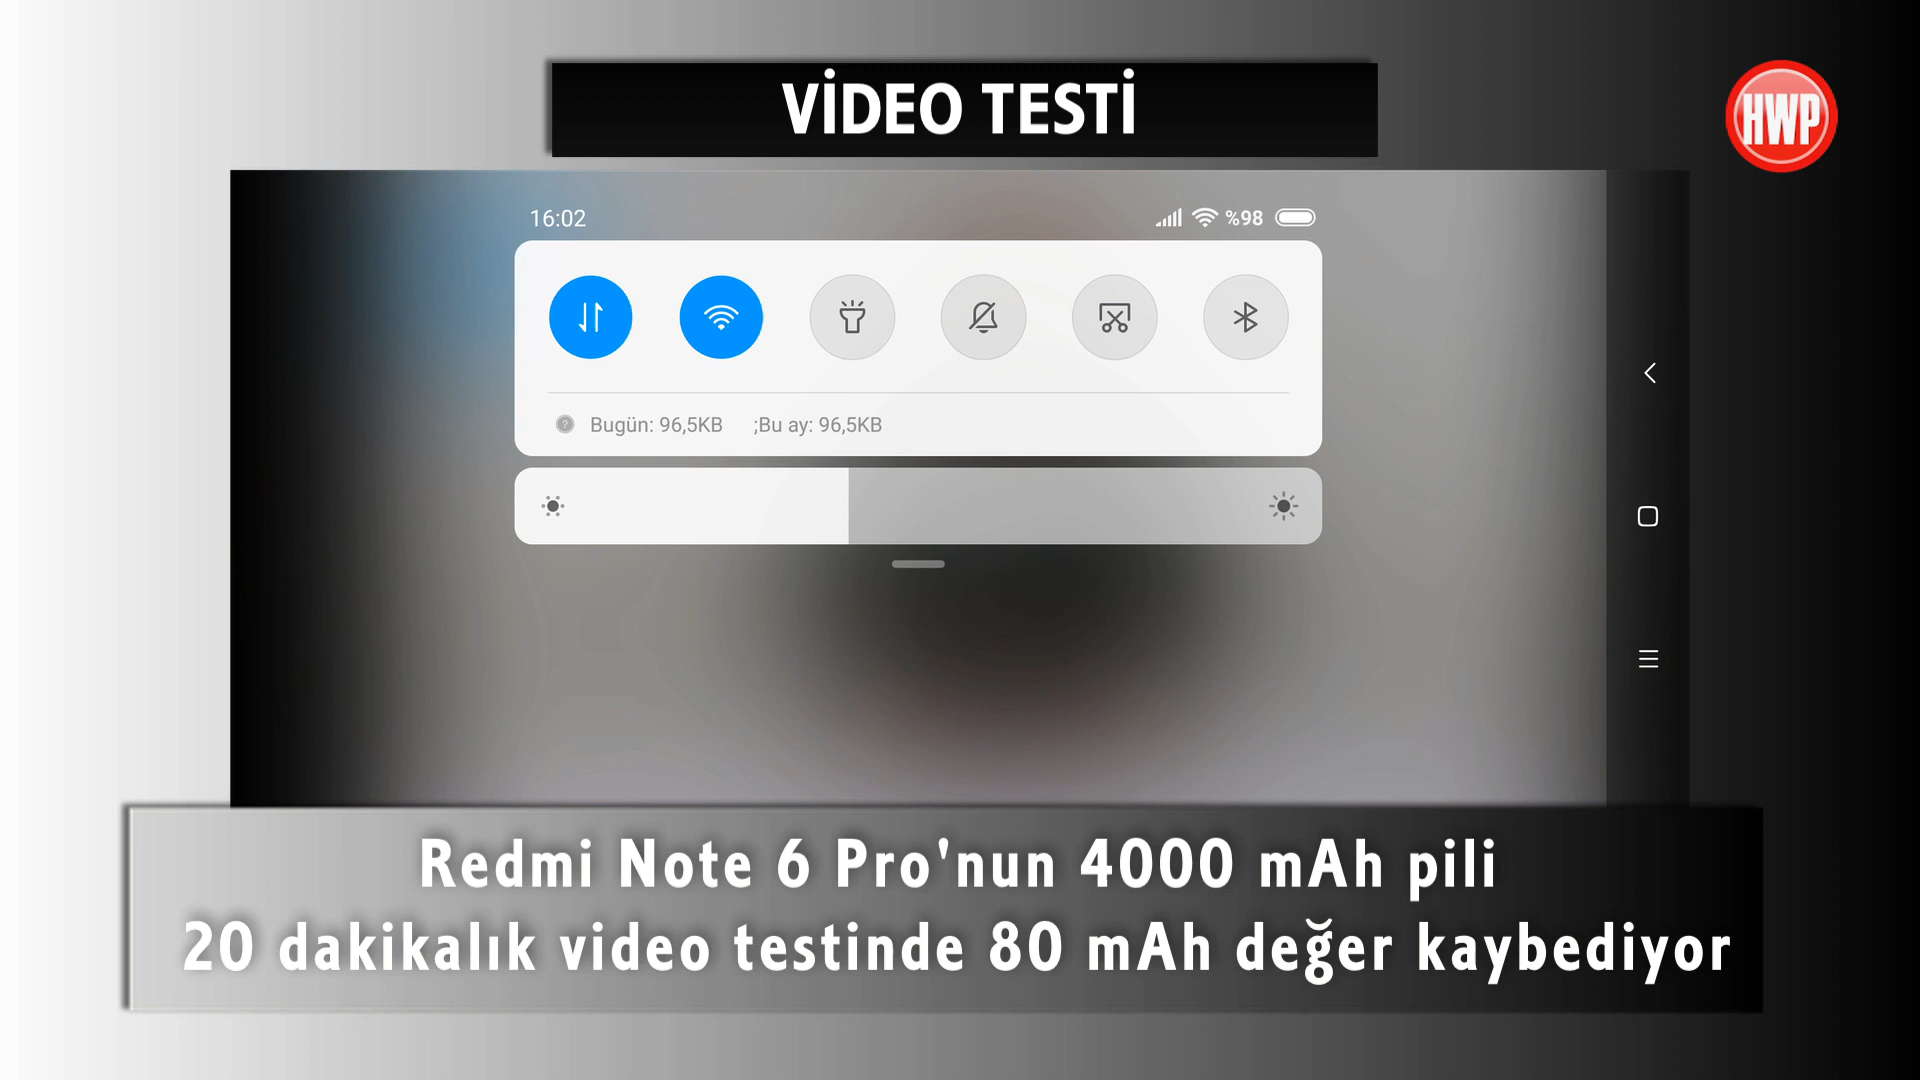 VİDEO TESTİ
HWP
16:02 %98
Bugün: 96,5KB ;Bu ay: 96,5KB
Redmi Note 6 Pro'nun 4000 mAh pili
20 dakikalık video testinde 80 mAh değer kaybediyor